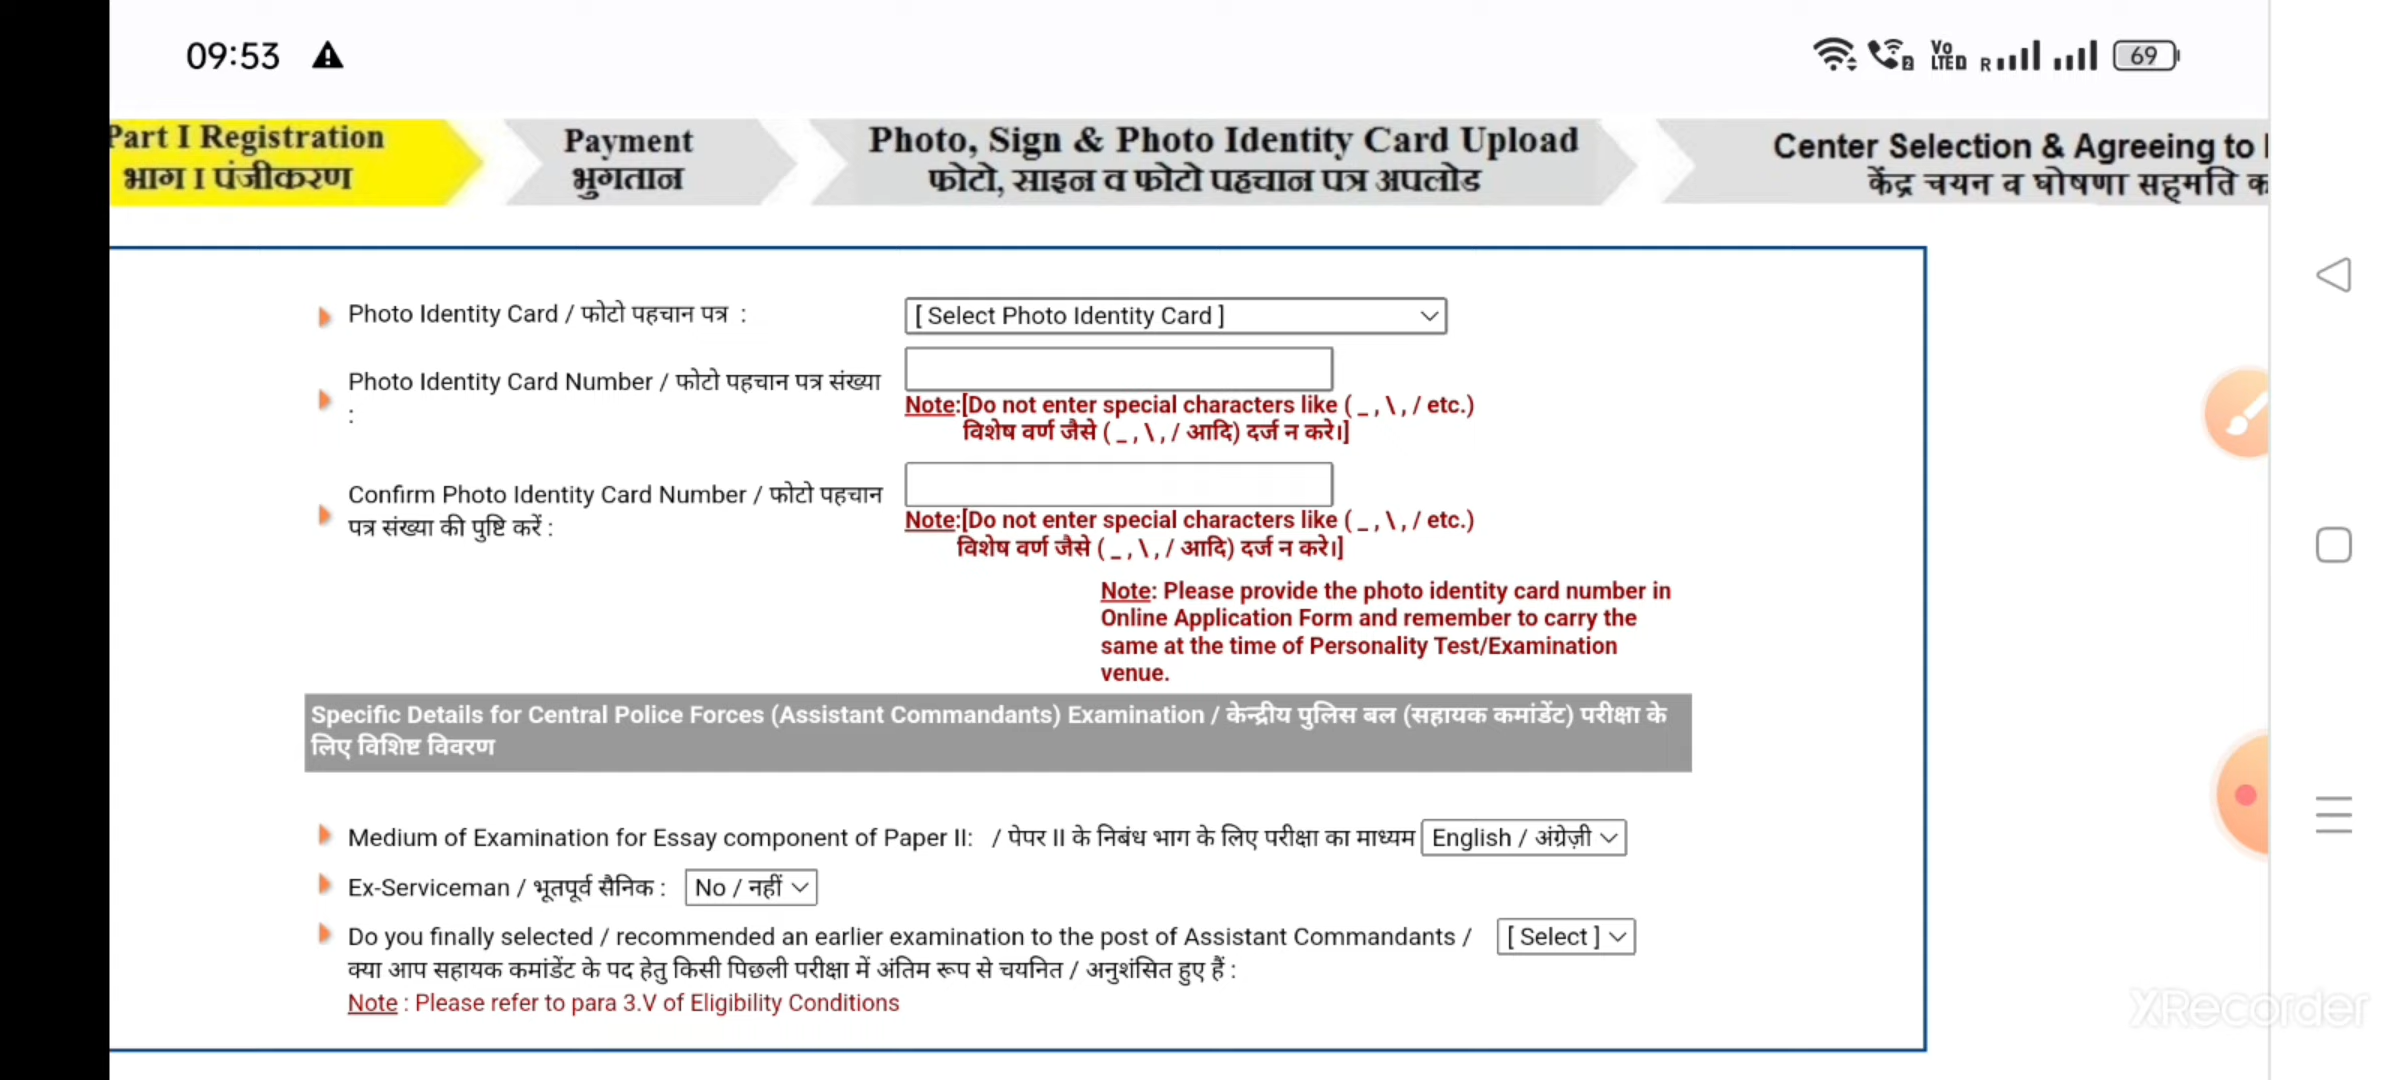 09:53
Vo LTED R 69
Part I Registration
भाग I पंजीकरण
Payment
भुगतान
Photo, Sign & Photo Identity Card Upload
फोटो, साइन व फोटो पहचान पत्र अपलोड
Center Selection & Agreeing to
केंद्र चयन व घोषणा सहमति
Photo Identity Card / फोटो पहचान पत्र :
[ Select Photo Identity Card ]
Photo Identity Card Number / फोटो पहचान पत्र संख्या
:
Note:[Do not enter special characters like ( _ , \ , / etc.)
विशेष वर्ण जैसे ( _ , \ , / आदि) दर्ज न करे।]
Confirm Photo Identity Card Number / फोटो पहचान
पत्र संख्या की पुष्टि करें :
Note:[Do not enter special characters like ( _ , \ , / etc.)
विशेष वर्ण जैसे ( _ , \ , / आदि) दर्ज न करे।]
Note: Please provide the photo identity card number in
Online Application Form and remember to carry the
same at the time of Personality Test/Examination
venue.
Specific Details for Central Police Forces (Assistant Commandants) Examination / केन्द्रीय पुलिस बल (सहायक कमांडेंट) परीक्षा के
लिए विशिष्ट विवरण
Medium of Examination for Essay component of Paper II: / पेपर II के निबंध भाग के लिए परीक्षा का माध्यम English / अंग्रेज़ी
Ex-Serviceman / भूतपूर्व सैनिक : No / नहीं
Do you finally selected / recommended an earlier examination to the post of Assistant Commandants / [ Select ]
क्या आप सहायक कमांडेंट के पद हेतु किसी पिछली परीक्षा में अंतिम रूप से चयनित / अनुशंसित हुए हैं :
Note : Please refer to para 3.V of Eligibility Conditions
XRecorder